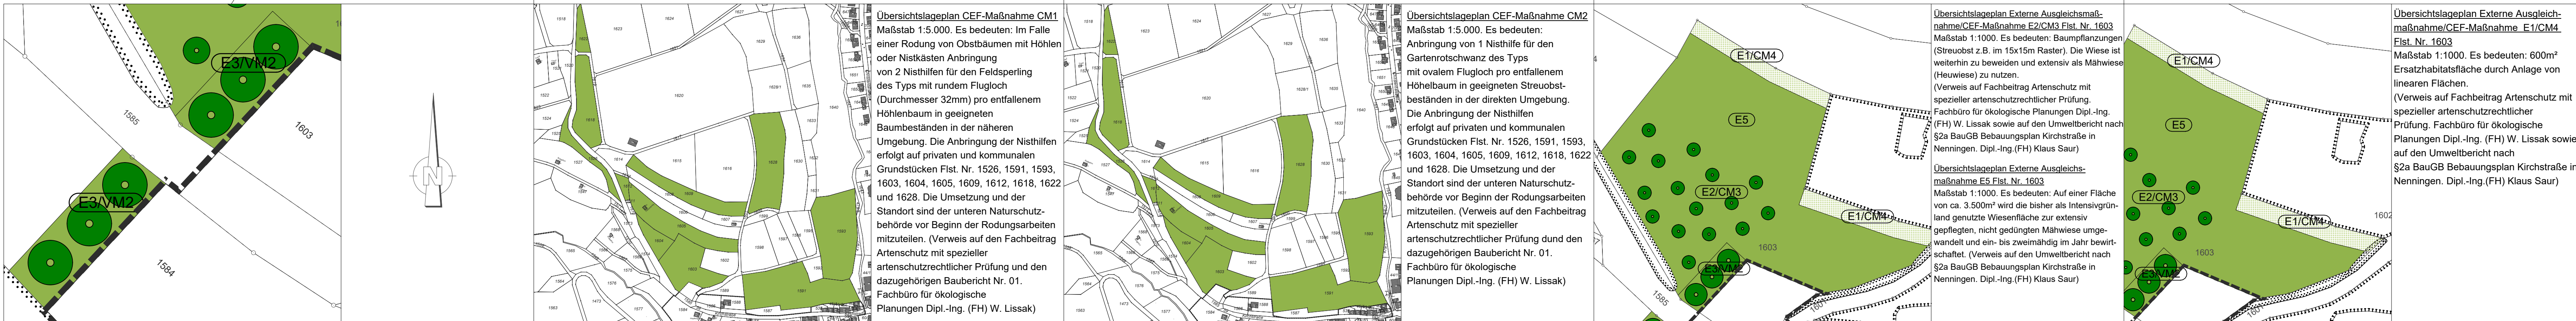 E3/VM2
1585
1603
E3/VM2
1584
N
Übersichtslageplan CEF-Maßnahme CM1
Maßstab 1:5.000. Es bedeuten: Im Falle
einer Rodung von Obstbäumen mit Höhlen
oder Nistkästen Anbringung
von 2 Nisthilfen für den Feldsperling
des Typs mit rundem Flugloch
(Durchmesser 32mm) pro entfallenem
Höhlenbaum in geeigneten
Baumbeständen in der näheren
Umgebung. Die Anbringung der Nisthilfen
erfolgt auf privaten und kommunalen
Grundstücken Flst. Nr. 1526, 1591, 1593,
1603, 1604, 1605, 1609, 1612, 1618, 1622
und 1628. Die Umsetzung und der
Standort sind der unteren Naturschutz-
behörde vor Beginn der Rodungsarbeiten
mitzuteilen. (Verweis auf den Fachbeitrag
Artenschutz mit spezieller
artenschutzrechtlicher Prüfung und den
dazugehörigen Baubericht Nr. 01.
Fachbüro für ökologische
Planungen Dipl.-Ing. (FH) W. Lissak)
Übersichtslageplan CEF-Maßnahme CM2
Maßstab 1:5.000. Es bedeuten:
Anbringung von 1 Nisthilfe für den
Gartenrotschwanz des Typs
mit ovalem Flugloch pro entfallenem
Höhelbaum in geeigneten Streuobst-
beständen in der direkten Umgebung.
Die Anbringung der Nisthilfen
erfolgt auf privaten und kommunalen
Grundstücken Flst. Nr. 1526, 1591, 1593,
1603, 1604, 1605, 1609, 1612, 1618, 1622
und 1628. Die Umsetzung und der
Standort sind der unteren Naturschutz-
behörde vor Beginn der Rodungsarbeiten
mitzuteilen. (Verweis auf den Fachbeitrag
Artenschutz mit spezieller
artenschutzrechtlicher Prüfung dund den
dazugehörigen Baubericht Nr. 01.
Fachbüro für ökologische
Planungen Dipl.-Ing. (FH) W. Lissak)
E1/CM4
E5
E2/CM3
E1/CM4
1603
E3/VM2
1585
Übersichtslageplan Externe Ausgleichsmaß-
nahme/CEF-Maßnahme E2/CM3 Flst. Nr. 1603
Maßstab 1:1000. Es bedeuten: Baumpflanzungen
(Streuobst z.B. im 15x15m Raster). Die Wiese ist
weiterhin zu beweiden und extensiv als Mähwiese
(Heuwiese) zu nutzen.
(Verweis auf Fachbeitrag Artenschutz mit
spezieller artenschutzrechtlicher Prüfung.
Fachbüro für ökologische Planungen Dipl.-Ing.
(FH) W. Lissak sowie auf den Umweltbericht nach
§2a BauGB Bebauungsplan Kirchstraße in
Nenningen. Dipl.-Ing.(FH) Klaus Saur)
Übersichtslageplan Externe Ausgleichs-
maßnahme E5 Flst. Nr. 1603
Maßstab 1:1000. Es bedeuten: Auf einer Fläche
von ca. 3.500m² wird die bisher als Intensivgrün-
land genutzte Wiesenfläche zur extensiv
gepflegten, nicht gedüngten Mähwiese umge-
wandelt und ein- bis zweimähdig im Jahr bewirt-
schaftet. (Verweis auf den Umweltbericht nach
§2a BauGB Bebauungsplan Kirchstraße in
Nenningen. Dipl.-Ing.(FH) Klaus Saur)
E1/CM4
E5
E2/CM3
E1/CM4
1602
1603
E3/VM2
Übersichtslageplan Externe Ausgleich-
maßnahme/CEF-Maßnahme E1/CM4
Flst. Nr. 1603
Maßstab 1:1000. Es bedeuten: 600m²
Ersatzhabitatsfläche durch Anlage von
linearen Flächen.
(Verweis auf Fachbeitrag Artenschutz mit
spezieller artenschutzrechtlicher
Prüfung. Fachbüro für ökologische
Planungen Dipl.-Ing. (FH) W. Lissak sowie
auf den Umweltbericht nach
§2a BauGB Bebauungsplan Kirchstraße in
Nenningen. Dipl.-Ing.(FH) Klaus Saur)